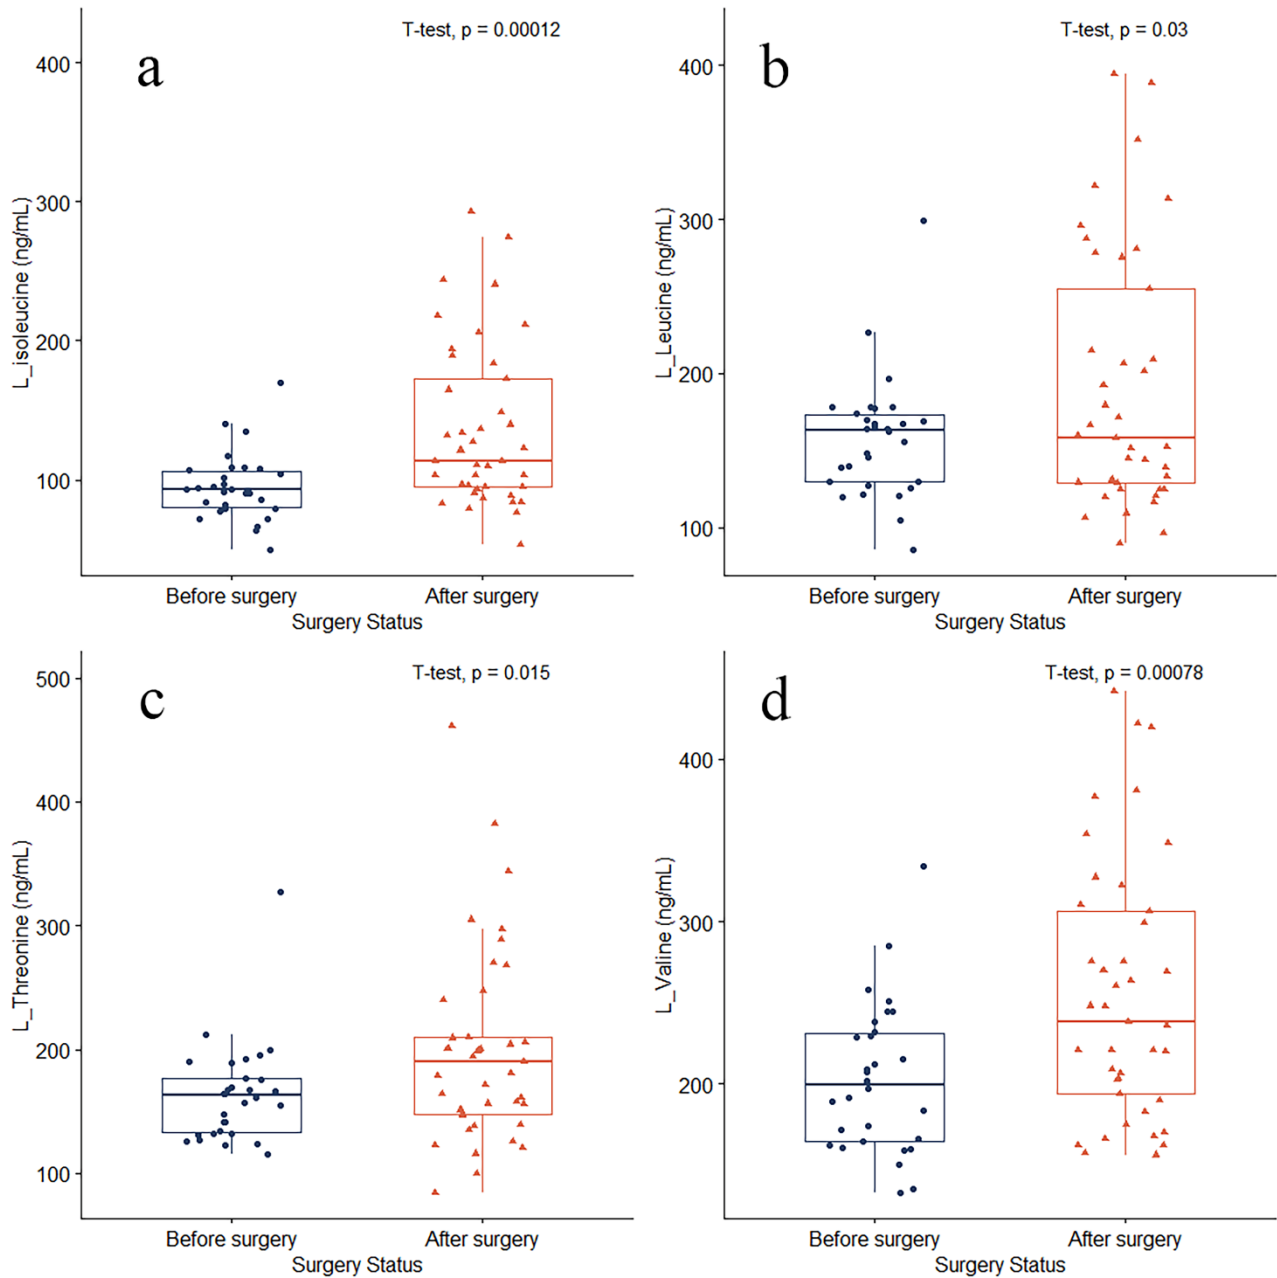 T-test, p = 0.00012
a
400
300
200
100
L_isoleucine (ng/mL)
Before surgery
After surgery
Surgery Status
T-test, p = 0.03
b
400
300
200
100
L_Leucine (ng/mL)
Before surgery
After surgery
Surgery Status
T-test, p = 0.015
c
500
400
300
200
100
L_Threonine (ng/mL)
Before surgery
After surgery
Surgery Status
T-test, p = 0.00078
d
400
300
200
L_Valine (ng/mL)
Before surgery
After surgery
Surgery Status